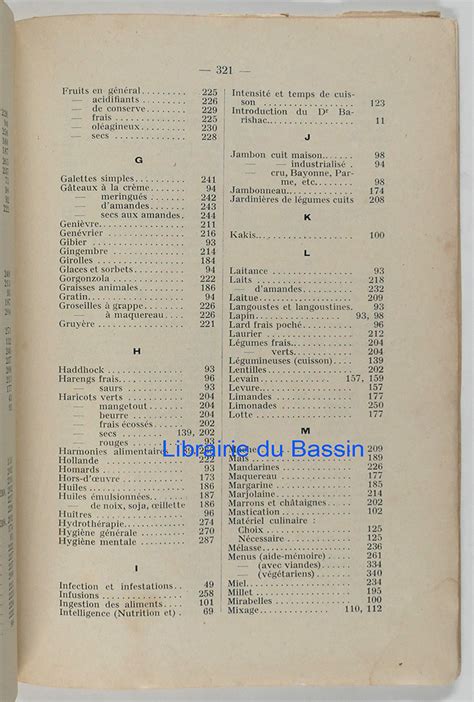 — 321 —
Fruits en général.......... 225
— acidifiants.......... 226
— de conserve.......... 229
— frais.......... 225
— oléagineux.......... 230
— secs.......... 228
G
Galettes simples.......... 241
Gâteaux à la crème.......... 94
— meringués.......... 242
— d'amandes.......... 243
— secs aux amandes. 244
Genièvre.......... 211
Genévrier.......... 216
Gibier.......... 93
Gingembre.......... 214
Girolles.......... 184
Glaces et sorbets.......... 94
Gorgonzola.......... 222
Graisses animales.......... 186
Gratin.......... 94
Groseilles à grappe.......... 226
— à maquereau.......... 226
Gruyère.......... 221
H
Haddhock.......... 93
Harengs frais.......... 96
— saurs.......... 93
Haricots verts.......... 204
— mangetout.......... 204
— beurre.......... 204
— frais écossés.......... 202
— secs.......... 139, 202
— rouges.......... 93
Harmonies alimentaires
Hollande.......... 222
Homards.......... 93
Hors-d'œuvre.......... 173
Huiles.......... 186
Huiles émulsionnées.......... 187
— de noix, soja, œillette 186
Huîtres.......... 96
Hydrothérapie.......... 274
Hygiène générale.......... 270
Hygiène mentale.......... 287
I
Infection et infestations.. 49
Infusions.......... 258
Ingestion des aliments.... 101
Intelligence (Nutrition et). 69
Intensité et temps de cuis-
son.......... 123
Introduction du Dr Ba-
rishac.......... 11
J
Jambon cuit maison.......... 98
— — industrialisé. 94
— cru, Bayonne, Par-
me, etc.......... 98
Jambonneau.......... 174
Jardinières de légumes cuits 208
K
Kakis.......... 100
L
Laitance.......... 93
Laits.......... 218
— d'amandes.......... 232
Laitue.......... 209
Langoustes et langoustines. 93
Lapin.......... 93, 98
Lard frais poché.......... 96
Laurier.......... 212
Légumes frais.......... 204
— verts.......... 204
Légumineuses (cuisson).. 139
Lentilles.......... 202
Levain.......... 157, 159
Levure.......... 157
Limandes.......... 177
Limonades.......... 250
Lotte.......... 177
M
209
Maïs.......... 189
Mandarines.......... 226
Maquereau.......... 177
Margarine.......... 185
Marjolaine.......... 214
Marrons et châtaignes.... 202
Mastication.......... 102
Matériel culinaire :
Choix.......... 125
Nécessaire.......... 125
Mélasse.......... 236
Menus (aide-mémoire).... 261
— (avec viandes).... 334
— (végétariens).... 340
Miel.......... 234
Millet.......... 195
Mirabelles.......... 100
Mixage.......... 110, 112
Librairie du Bassin